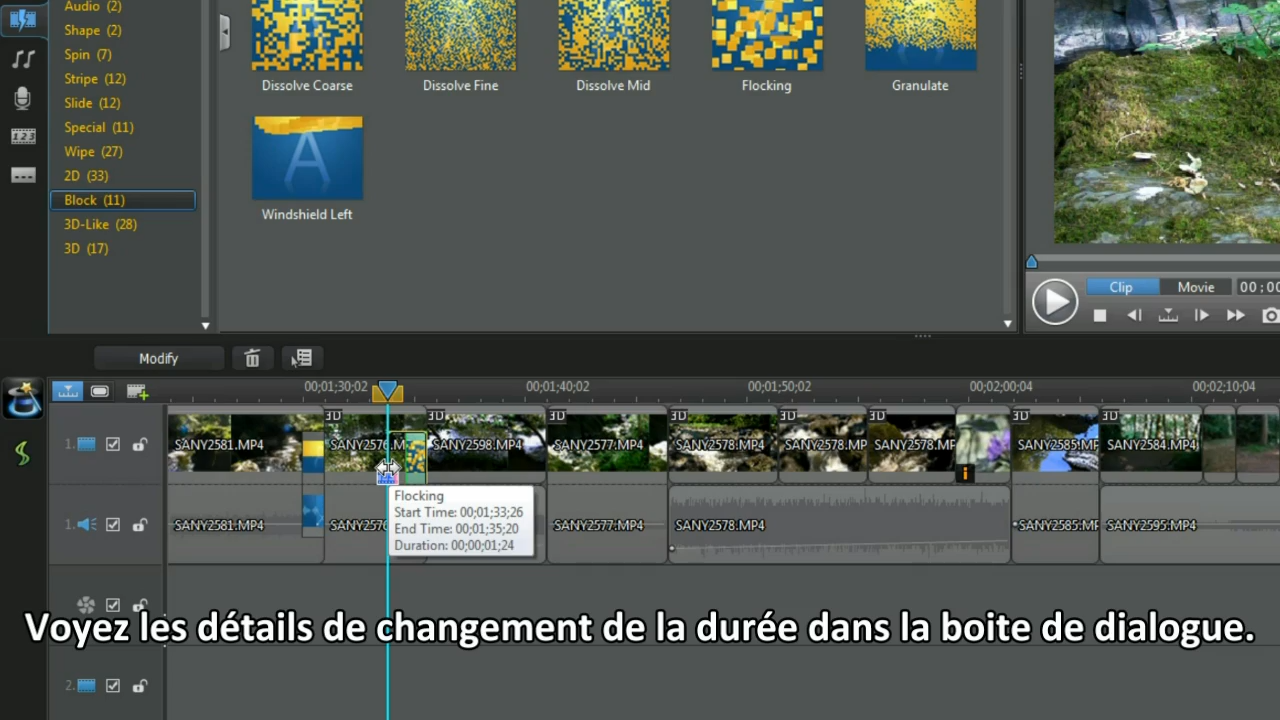 Audio (2)
Shape (2)
Spin (7)
Stripe (12)
Slide (12)
Special (11)
Wipe (27)
2D (33)
Block (11)
3D-Like (28)
3D (17)
Dissolve Coarse
Dissolve Fine
Dissolve Mid
Flocking
Granulate
A
Windshield Left
Clip
Movie
Modify
00;01;30;02
00;01;40;02
00;01;50;02
00;02;00;04
00;02;10;04
1.
3D
3D
3D
3D
3D
3D
3D
3D
SANY2581.MP4
SANY2576.M
SANY2598.MP4
SANY2577.MP4
SANY2578.MP4
SANY2578.MP
SANY2578.MP
SANY2585.MP
SANY2584.MP4
i
Flocking
Start Time: 00;01;33;26
End Time: 00;01;35;20
Duration: 00;00;01;24
1.
SANY2581.MP4
SANY2577.MP4
SANY2578.MP4
SANY2585.MP
SANY2595.MP4
Voyez les détails de changement de la durée dans la boite de dialogue.
2.